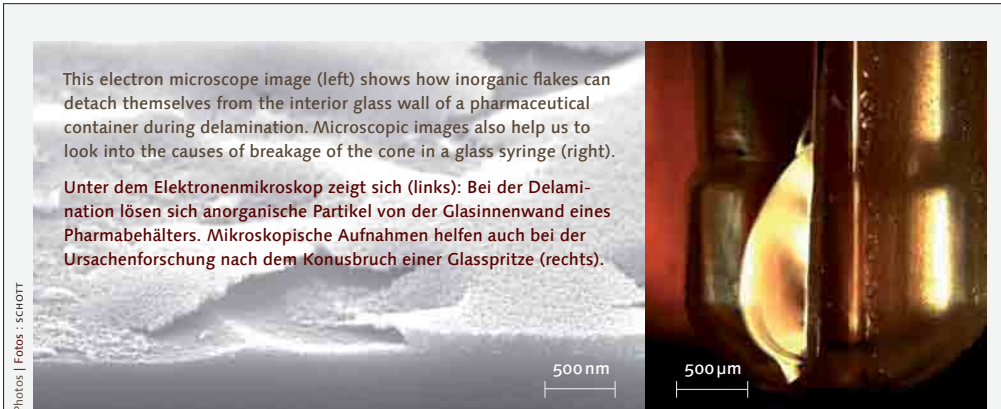 This electron microscope image (left) shows how inorganic flakes can
detach themselves from the interior glass wall of a pharmaceutical
container during delamination. Microscopic images also help us to
look into the causes of breakage of the cone in a glass syringe (right).
Unter dem Elektronenmikroskop zeigt sich (links): Bei der Delami-
nation lösen sich anorganische Partikel von der Glasinnenwand eines
Pharmabehälters. Mikroskopische Aufnahmen helfen auch bei der
Ursachenforschung nach dem Konusbruch einer Glasspritze (rechts).
500 nm
500 µm
Photos | Fotos : SCHOTT